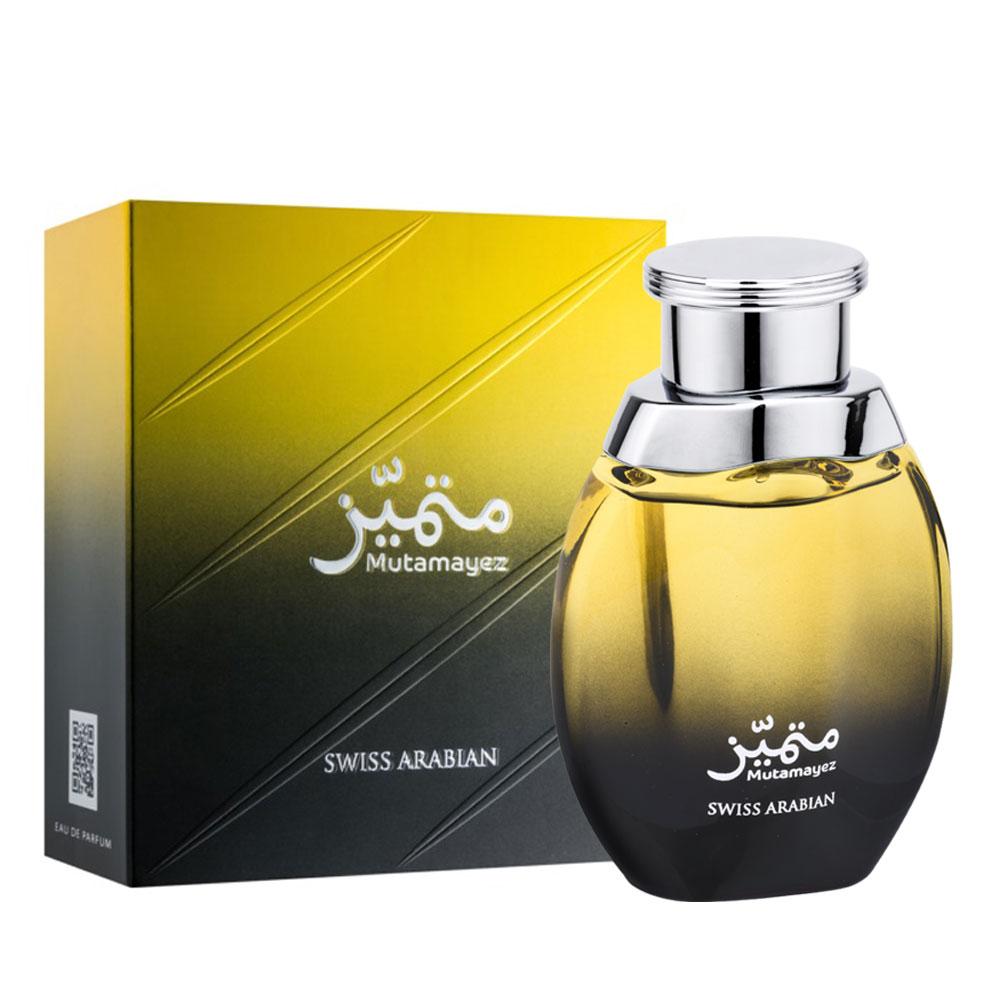 متميّز
Mutamayez
SWISS ARABIAN
EAU DE PARFUM
متميّز
Mutamayez
SWISS ARABIAN